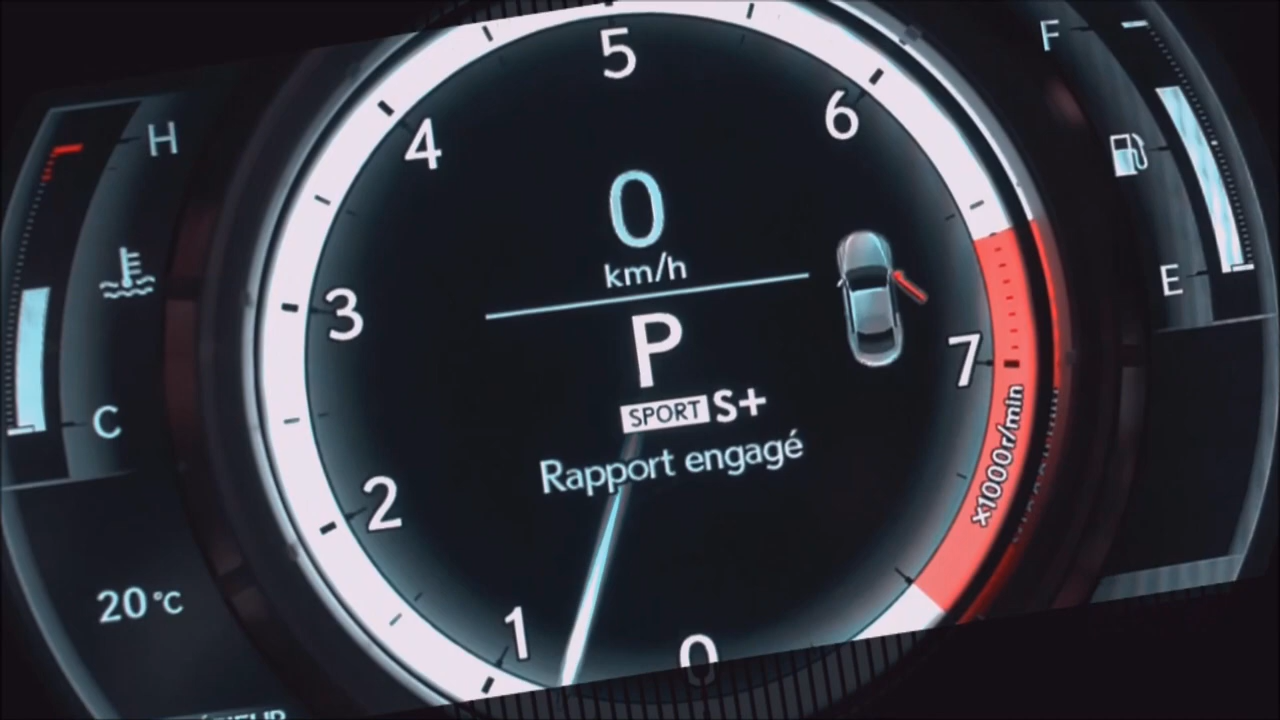 5
4
6
F
H
0
km/h
3
P
E
7
C
SPORT S+
Rapport engagé
x1000r/min
2
20°C
1
0